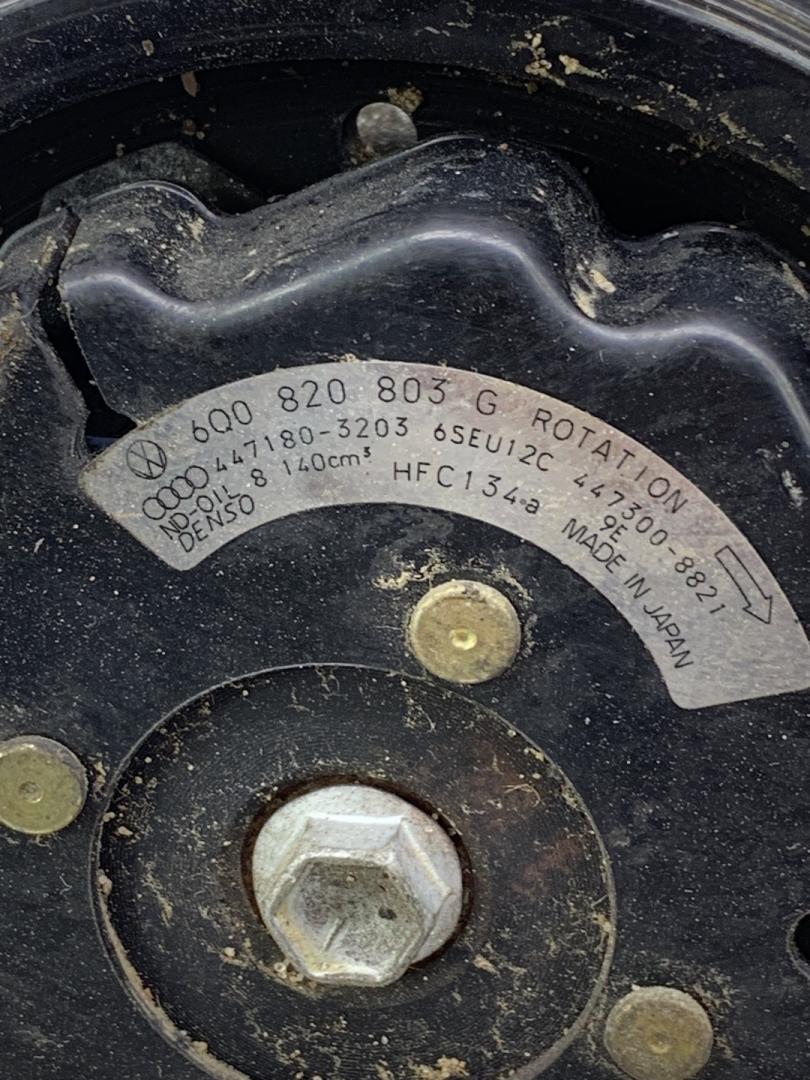 6Q0 820 803 G ROTATION
447180-3203 6SEU12C 447300-8821
ND-OIL 8 140cm³ HFC134a 9E
DENSO MADE IN JAPAN